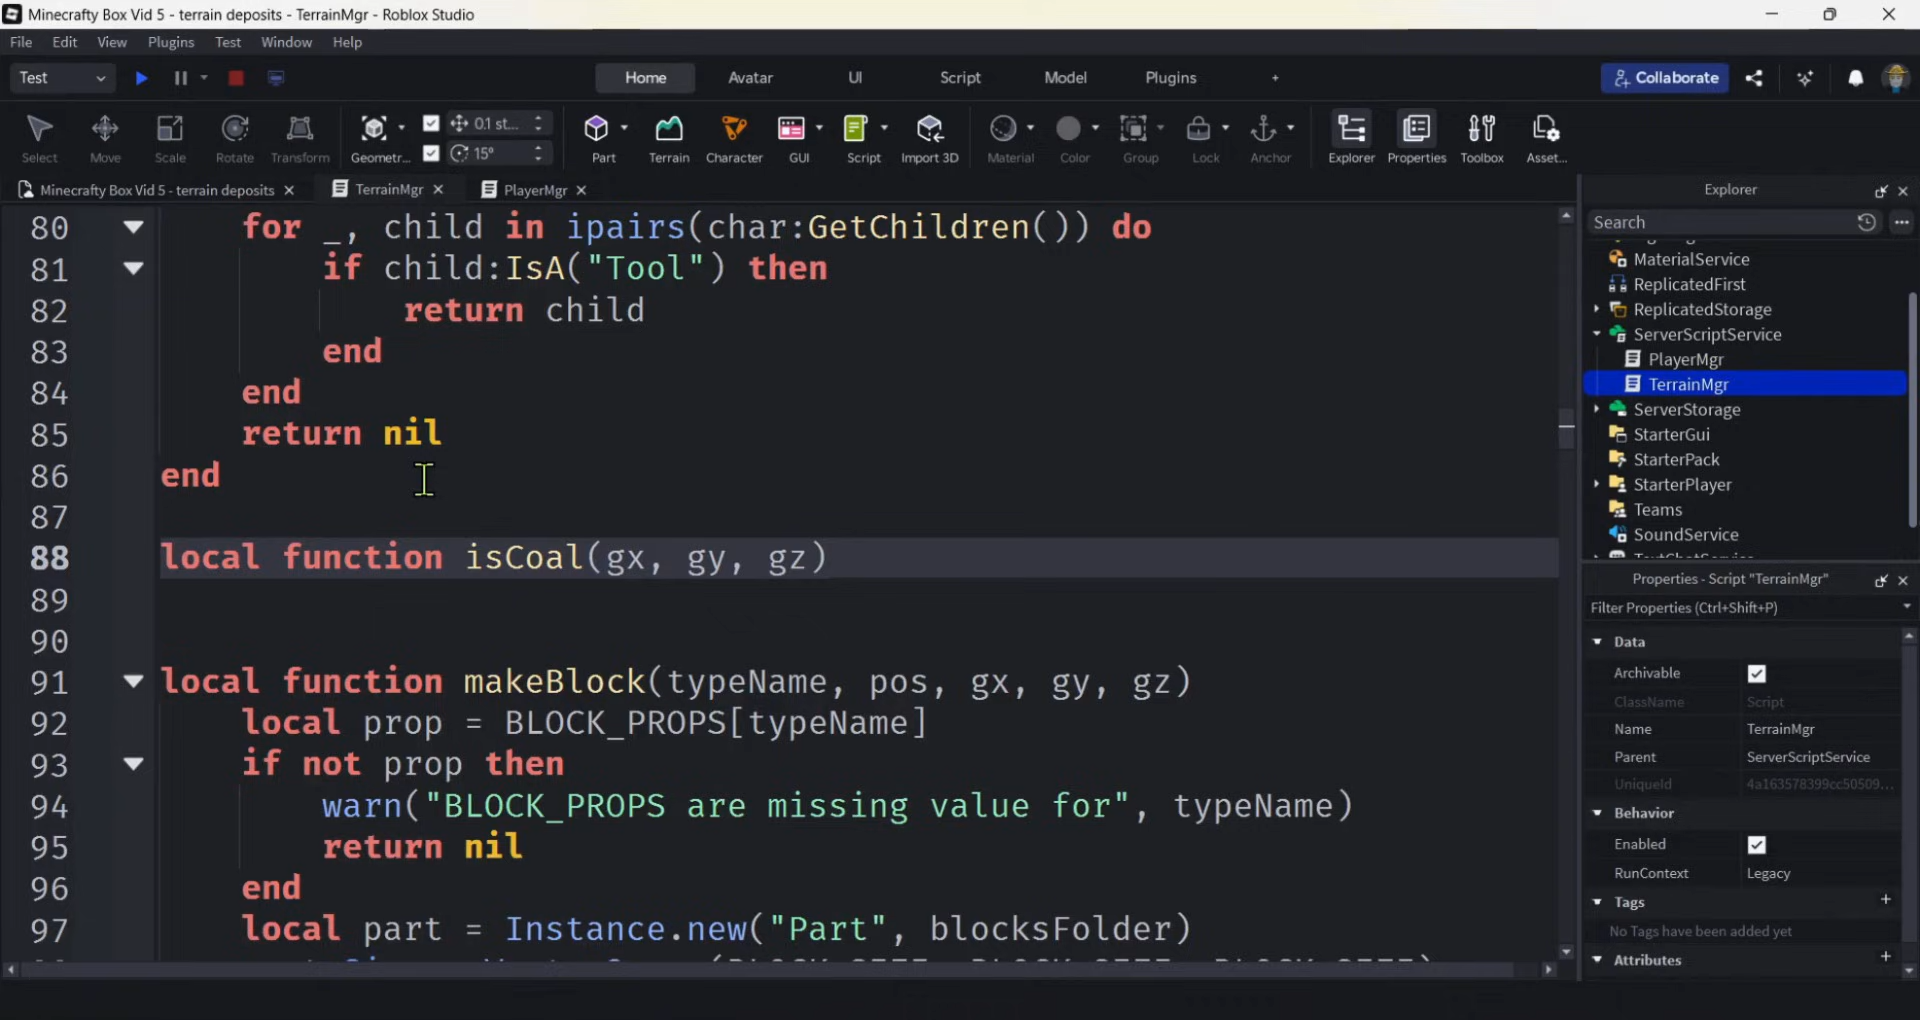 Minecrafty Box Vid 5 - terrain deposits - TerrainMgr - Roblox Studio
File Edit View Plugins Test Window Help
Test Home Avatar UI Script Model Plugins + Collaborate
Select Move Scale Rotate Transform Geometr... 0.1 st... 15° Part Terrain Character GUI Script Import 3D Material Color Group Lock Anchor Explorer Properties Toolbox Asset...
Minecrafty Box Vid 5 - terrain deposits TerrainMgr PlayerMgr
80 for _, child in ipairs(char:GetChildren()) do
81 if child:IsA("Tool") then
82 return child
83 end
84 end
85 return nil
86 end
87
88 local function isCoal(gx, gy, gz)
89
90
91 local function makeBlock(typeName, pos, gx, gy, gz)
92 local prop = BLOCK_PROPS[typeName]
93 if not prop then
94 warn("BLOCK_PROPS are missing value for", typeName)
95 return nil
96 end
97 local part = Instance.new("Part", blocksFolder)
Explorer
Search
MaterialService
ReplicatedFirst
ReplicatedStorage
ServerScriptService
PlayerMgr
TerrainMgr
ServerStorage
StarterGui
StarterPack
StarterPlayer
Teams
SoundService
Properties - Script "TerrainMgr"
Filter Properties (Ctrl+Shift+P)
Data
Archivable
ClassName Script
Name TerrainMgr
Parent ServerScriptService
UniqueId 4a163578399cc50509...
Behavior
Enabled
RunContext Legacy
Tags +
No Tags have been added yet
Attributes +